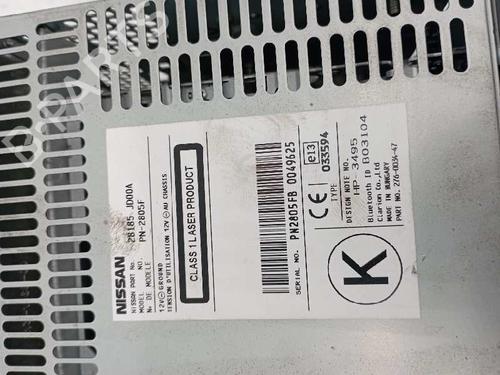 NISSAN
NISSAN PART No. 28185 JD00A
MODEL NO. PN-2805F
No DE MODELE
12V⎓GROUND
TENSION D'UTILISATION 12V⎓AU CHASSIS
CLASS 1 LASER PRODUCT
SERIAL NO. PN2805FB 0049625
CE e13 033594
TYPE
DESIGN NOTE NO.
HP-3495
Bluetooth ID B03104
Clarion Co.,Ltd
MADE IN HUNGARY
PART NO. 276-0034-47
K